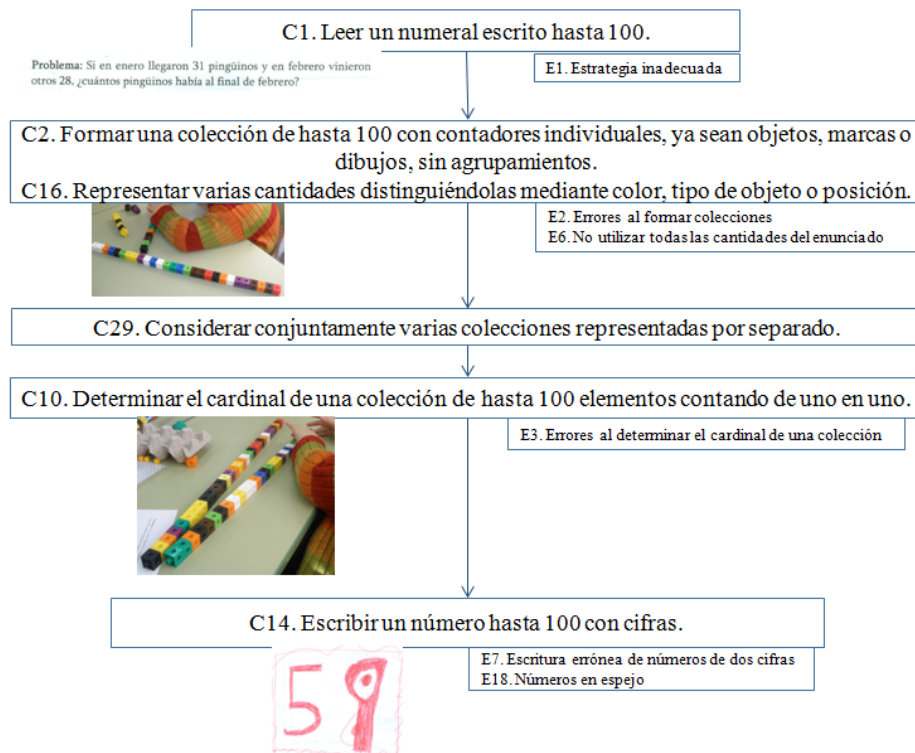 C1. Leer un numeral escrito hasta 100.
Problema: Si en enero llegaron 31 pingüinos y en febrero vinieron
otros 28, ¿cuántos pingüinos había al final de febrero?
E1. Estrategia inadecuada
C2. Formar una colección de hasta 100 con contadores individuales, ya sean objetos, marcas o
dibujos, sin agrupamientos.
C16. Representar varias cantidades distinguiéndolas mediante color, tipo de objeto o posición.
E2. Errores al formar colecciones
E6. No utilizar todas las cantidades del enunciado
C29. Considerar conjuntamente varias colecciones representadas por separado.
C10. Determinar el cardinal de una colección de hasta 100 elementos contando de uno en uno.
E3. Errores al determinar el cardinal de una colección
C14. Escribir un número hasta 100 con cifras.
E7. Escritura errónea de números de dos cifras
E18. Números en espejo
59